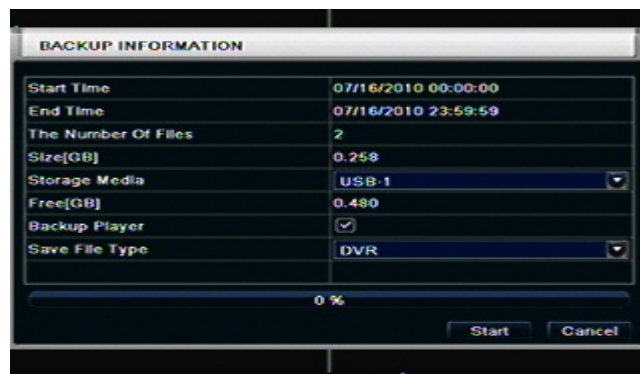 BACKUP INFORMATION
Start Time 07/16/2010 00:00:00
End Time 07/16/2010 23:59:59
The Number Of Files 2
Size[GB] 0.258
Storage Media USB-1
Free[GB] 0.480
Backup Player
Save File Type DVR
0 %
Start Cancel